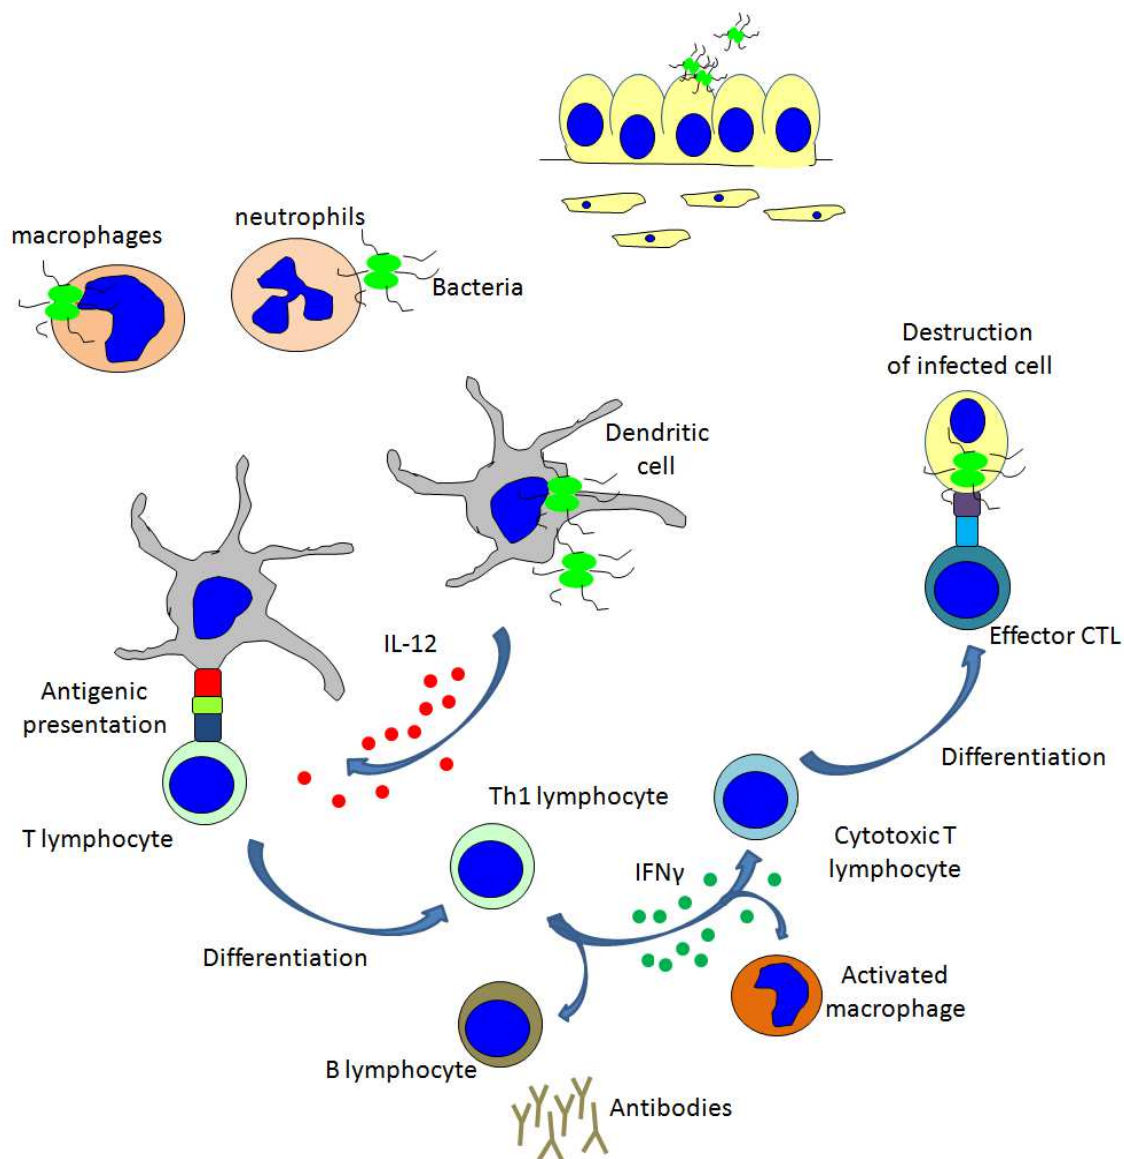 neutrophils
macrophages
Bacteria
Destruction
of infected cell
Dendritic
cell
IL-12
Effector CTL
Antigenic
presentation
Differentiation
Th1 lymphocyte
T lymphocyte
Cytotoxic T
lymphocyte
IFNγ
Differentiation
Activated
macrophage
B lymphocyte
Antibodies